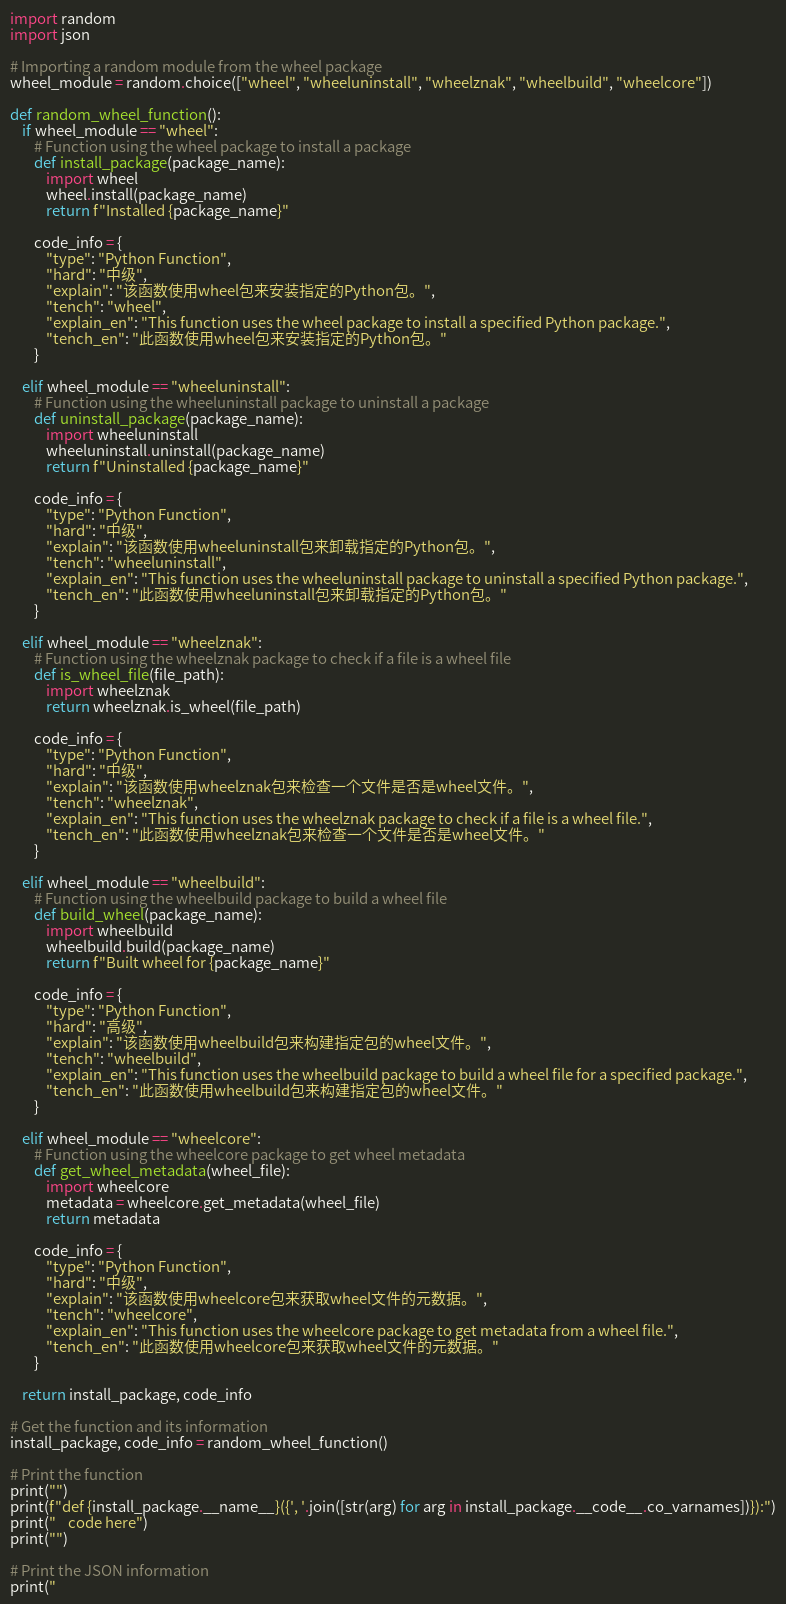 import random
import json

# Importing a random module from the wheel package
wheel_module = random.choice(["wheel", "wheeluninstall", "wheelznak", "wheelbuild", "wheelcore"])

def random_wheel_function():
    if wheel_module == "wheel":
        # Function using the wheel package to install a package
        def install_package(package_name):
            import wheel
            wheel.install(package_name)
            return f"Installed {package_name}"

        code_info = {
            "type": "Python Function",
            "hard": "中级",
            "explain": "该函数使用wheel包来安装指定的Python包。",
            "tench": "wheel",
            "explain_en": "This function uses the wheel package to install a specified Python package.",
            "tench_en": "此函数使用wheel包来安装指定的Python包。"
        }

    elif wheel_module == "wheeluninstall":
        # Function using the wheeluninstall package to uninstall a package
        def uninstall_package(package_name):
            import wheeluninstall
            wheeluninstall.uninstall(package_name)
            return f"Uninstalled {package_name}"

        code_info = {
            "type": "Python Function",
            "hard": "中级",
            "explain": "该函数使用wheeluninstall包来卸载指定的Python包。",
            "tench": "wheeluninstall",
            "explain_en": "This function uses the wheeluninstall package to uninstall a specified Python package.",
            "tench_en": "此函数使用wheeluninstall包来卸载指定的Python包。"
        }

    elif wheel_module == "wheelznak":
        # Function using the wheelznak package to check if a file is a wheel file
        def is_wheel_file(file_path):
            import wheelznak
            return wheelznak.is_wheel(file_path)

        code_info = {
            "type": "Python Function",
            "hard": "中级",
            "explain": "该函数使用wheelznak包来检查一个文件是否是wheel文件。",
            "tench": "wheelznak",
            "explain_en": "This function uses the wheelznak package to check if a file is a wheel file.",
            "tench_en": "此函数使用wheelznak包来检查一个文件是否是wheel文件。"
        }

    elif wheel_module == "wheelbuild":
        # Function using the wheelbuild package to build a wheel file
        def build_wheel(package_name):
            import wheelbuild
            wheelbuild.build(package_name)
            return f"Built wheel for {package_name}"

        code_info = {
            "type": "Python Function",
            "hard": "高级",
            "explain": "该函数使用wheelbuild包来构建指定包的wheel文件。",
            "tench": "wheelbuild",
            "explain_en": "This function uses the wheelbuild package to build a wheel file for a specified package.",
            "tench_en": "此函数使用wheelbuild包来构建指定包的wheel文件。"
        }

    elif wheel_module == "wheelcore":
        # Function using the wheelcore package to get wheel metadata
        def get_wheel_metadata(wheel_file):
            import wheelcore
            metadata = wheelcore.get_metadata(wheel_file)
            return metadata

        code_info = {
            "type": "Python Function",
            "hard": "中级",
            "explain": "该函数使用wheelcore包来获取wheel文件的元数据。",
            "tench": "wheelcore",
            "explain_en": "This function uses the wheelcore package to get metadata from a wheel file.",
            "tench_en": "此函数使用wheelcore包来获取wheel文件的元数据。"
        }

    return install_package, code_info

# Get the function and its information
install_package, code_info = random_wheel_function()

# Print the function
print("")
print(f"def {install_package.__name__}({', '.join([str(arg) for arg in install_package.__code__.co_varnames])}):")
print("    code here")
print("")

# Print the JSON information
print("